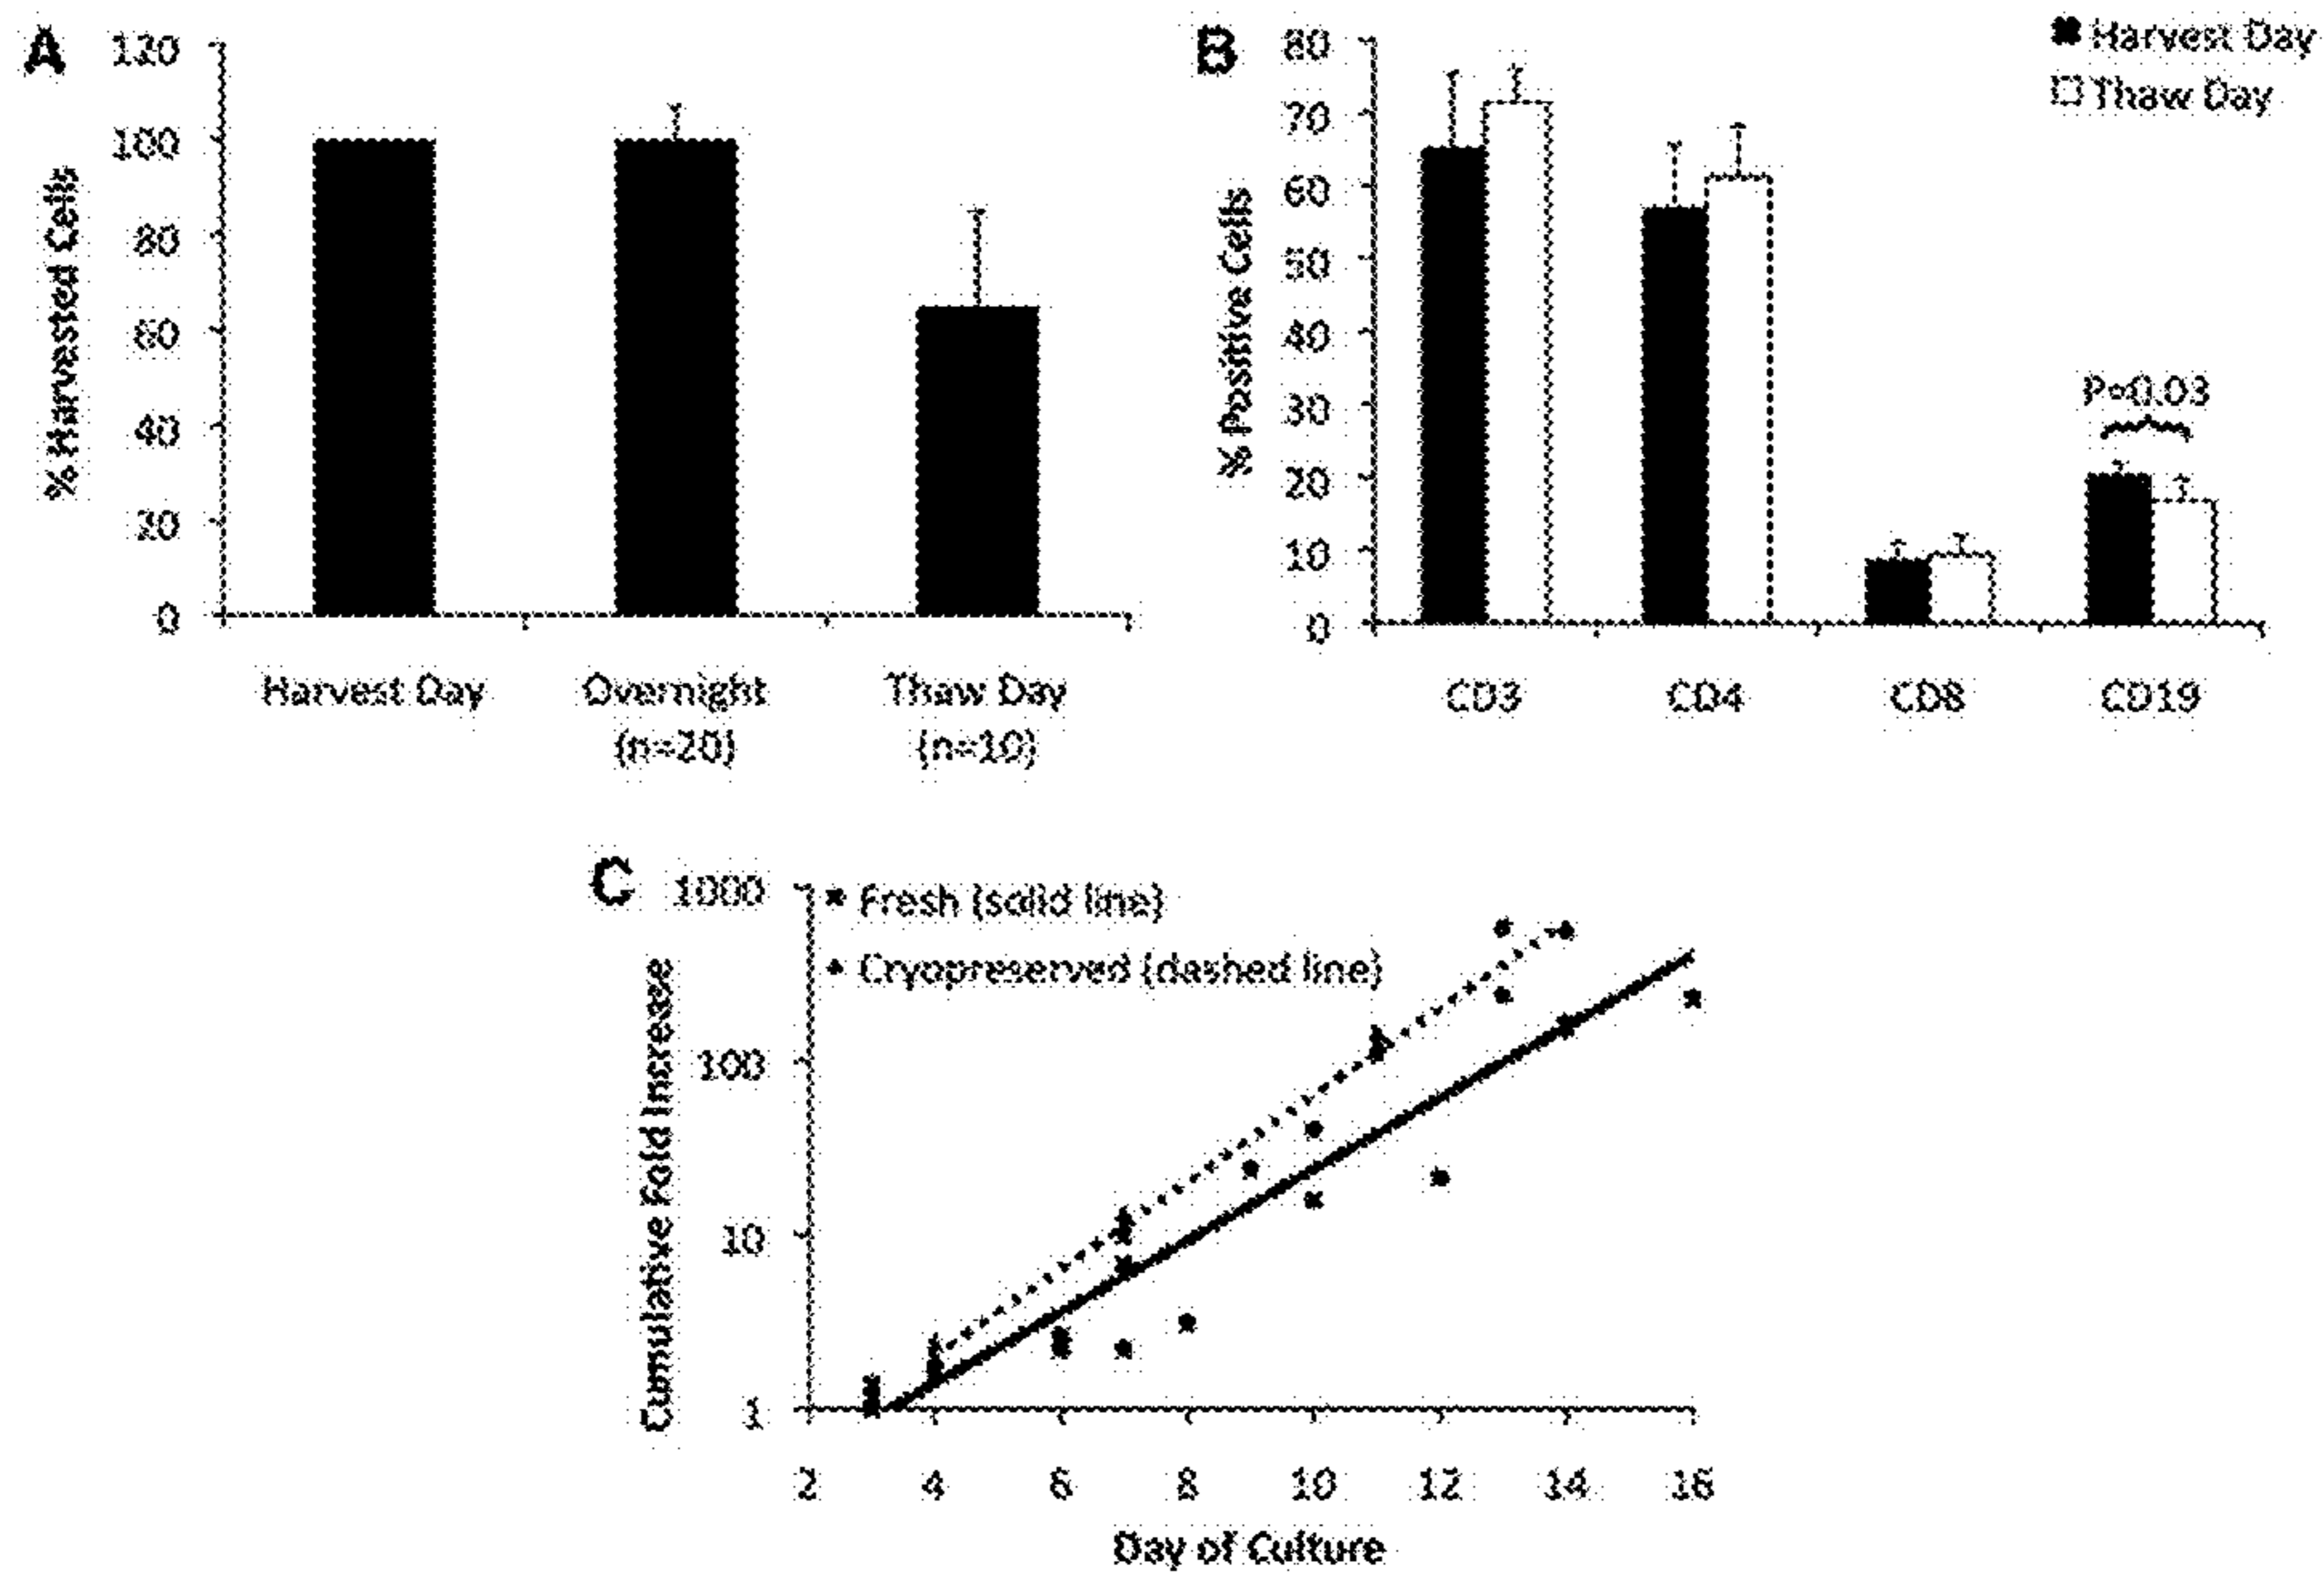 A
120
100
80
60
40
20
0
% Harvested Cells
Harvest Day
Overnight
(n=20)
Thaw Day
(n=10)
B
80
70
60
50
40
30
20
10
0
% Positive Cells
Harvest Day
Thaw Day
P=0.03
CD3
CD4
CD8
CD19
C
1000
100
10
1
Cumulative Fold Increase
Fresh (solid line)
Cryopreserved (dashed line)
2
4
6
8
10
12
14
16
Day of Culture